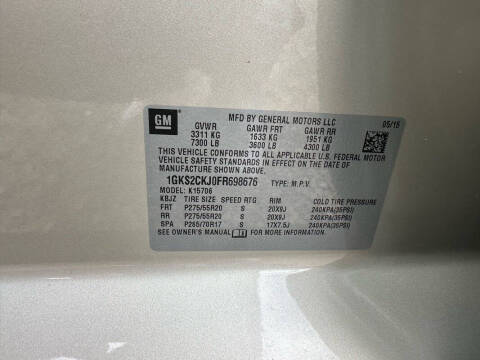 GM
MFD BY GENERAL MOTORS LLC
05/15
GVWR GAWR FRT GAWR RR
3311 KG 1633 KG 1951 KG
7300 LB 3600 LB 4300 LB
THIS VEHICLE CONFORMS TO ALL APPLICABLE U.S. FEDERAL MOTOR
VEHICLE SAFETY STANDARDS IN EFFECT ON THE DATE OF
MANUFACTURE SHOWN ABOVE.
1GKS2CKJ0FR698676 TYPE: M.P.V.
MODEL: K15706
KBJZ TIRE SIZE SPEED RTG RIM COLD TIRE PRESSURE
FRT P275/55R20 S 20X9J 240KPA(35PSI)
RR P275/55R20 S 20X9J 240KPA(35PSI)
SPA P265/70R17 S 17X7.5J 240KPA(35PSI)
SEE OWNER'S MANUAL FOR MORE INFORMATION.